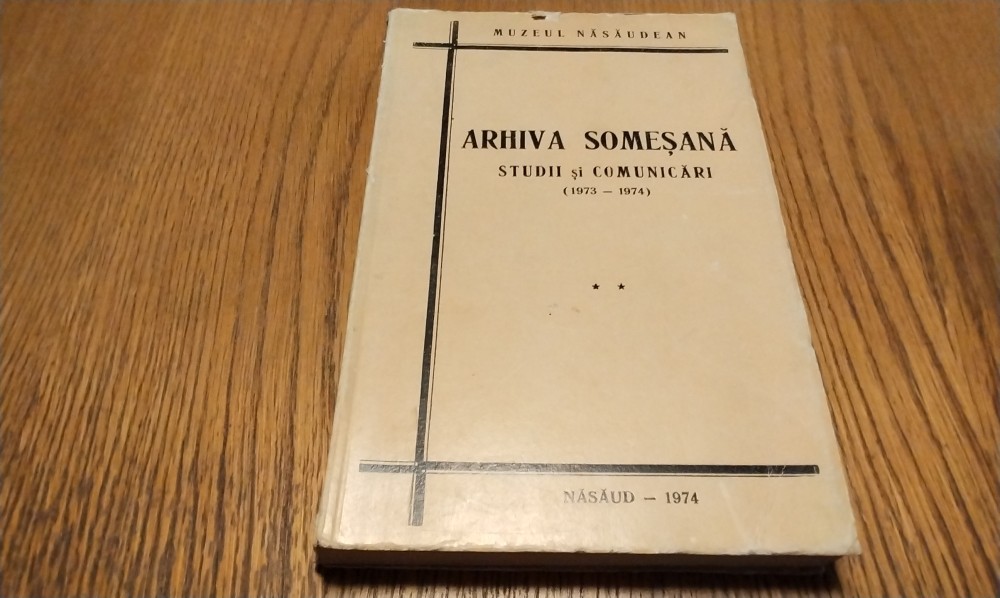 MUZEUL NĂSĂUDEAN
ARHIVA SOMEȘANĂ
STUDII și COMUNICĂRI
(1973 — 1974)
★ ★
NĂSĂUD — 1974